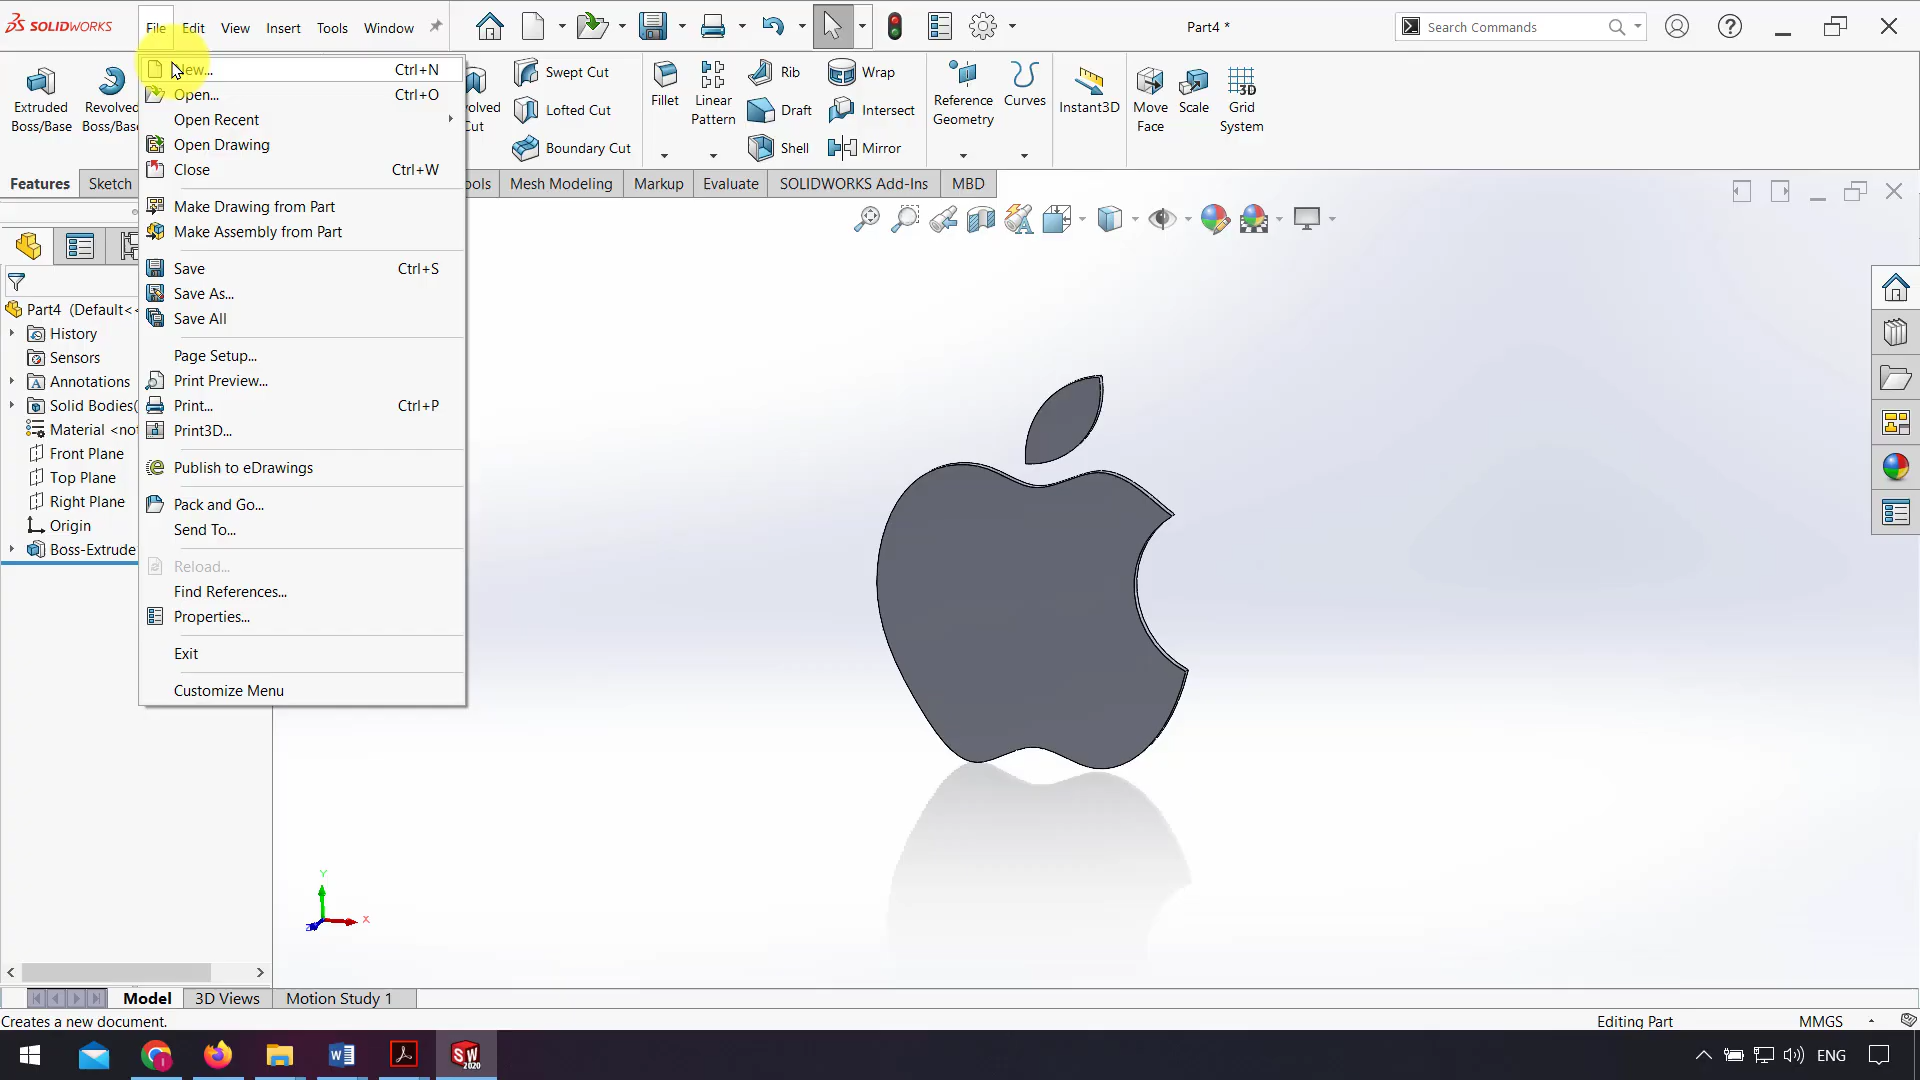 SOLIDWORKS
File Edit View Insert Tools Window
Part4 *
Search Commands
New... Ctrl+N
Open... Ctrl+O
Open Recent
Open Drawing
Close Ctrl+W
Make Drawing from Part
Make Assembly from Part
Save Ctrl+S
Save As...
Save All
Page Setup...
Print Preview...
Print... Ctrl+P
Print3D...
Publish to eDrawings
Pack and Go...
Send To...
Reload...
Find References...
Properties...
Exit
Customize Menu
Extruded
Boss/Base
Revolved
Boss/Base
Cut
Swept Cut
Lofted Cut
Boundary Cut
Fillet
Linear
Pattern
Rib
Draft
Shell
Wrap
Intersect
Mirror
Reference
Geometry
Curves
Instant3D
Move
Face
Scale
3D
Grid
System
Features Sketch Mesh Modeling Markup Evaluate SOLIDWORKS Add-Ins MBD
Part4 (Default<
History
Sensors
A Annotations
Solid Bodies(
Material <no
Front Plane
Top Plane
Right Plane
Origin
Boss-Extrude
Y
X
Z
Model 3D Views Motion Study 1
Creates a new document.
Editing Part MMGS
SW
2020
ENG